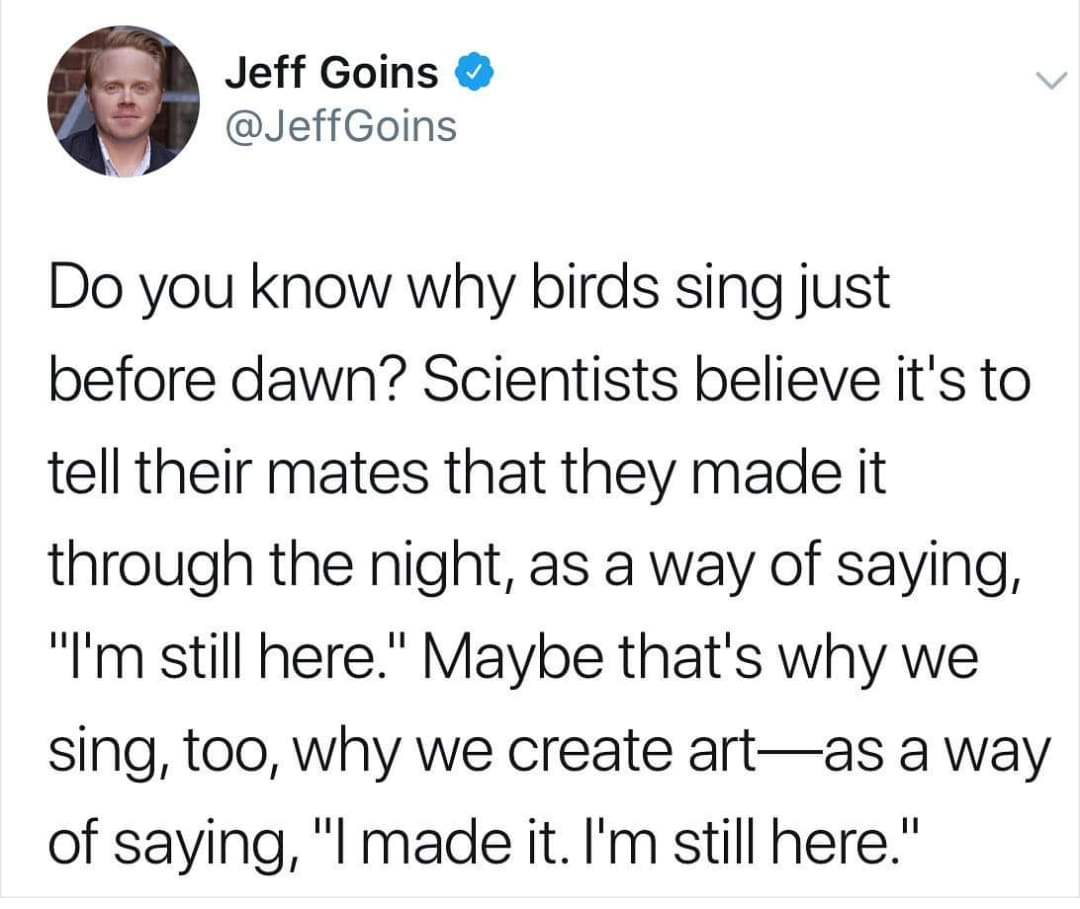 Jeff Goins
@JeffGoins
Do you know why birds sing just
before dawn? Scientists believe it's to
tell their mates that they made it
through the night, as a way of saying,
"I'm still here." Maybe that's why we
sing, too, why we create art—as a way
of saying, "I made it. I'm still here."